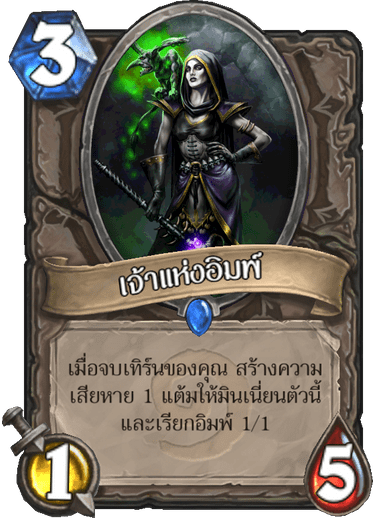 3
เจ้าแห่งอิมพ์
เมื่อจบเทิร์นของคุณ สร้างความ
เสียหาย 1 แต้มให้มินเนี่ยนตัวนี้
และเรียกอิมพ์ 1/1
1
5